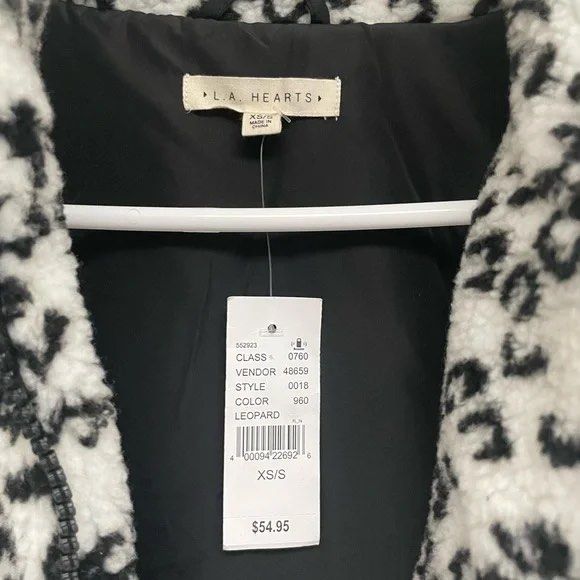 L.A. HEARTS
XS/S
MADE IN
CHINA
552923
CLASS 0760
VENDOR 48659
STYLE 0018
COLOR 960
LEOPARD
4 00094 22692 6
XS/S
$54.95